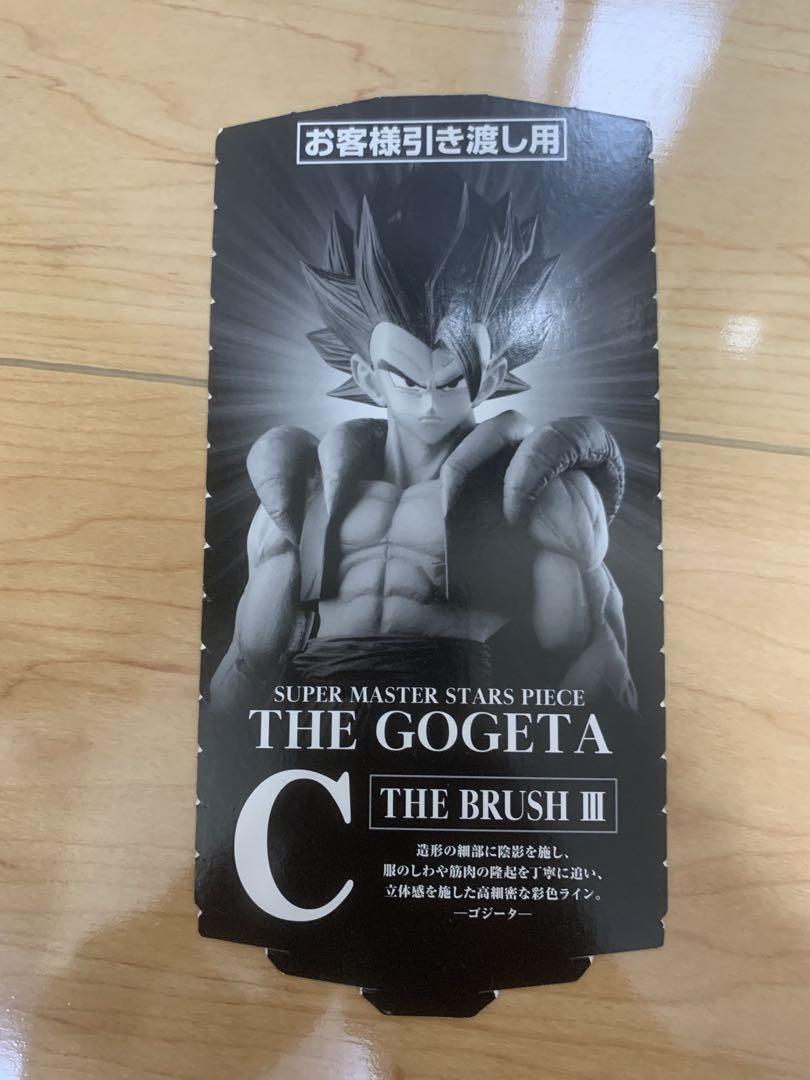 お客様引き渡し用
SUPER MASTER STARS PIECE
THE GOGETA
C
THE BRUSH Ⅲ
造形の細部に陰影を施し、
服のしわや筋肉の隆起を丁寧に追い、
立体感を施した高細密な彩色ライン。
―ゴジータ―